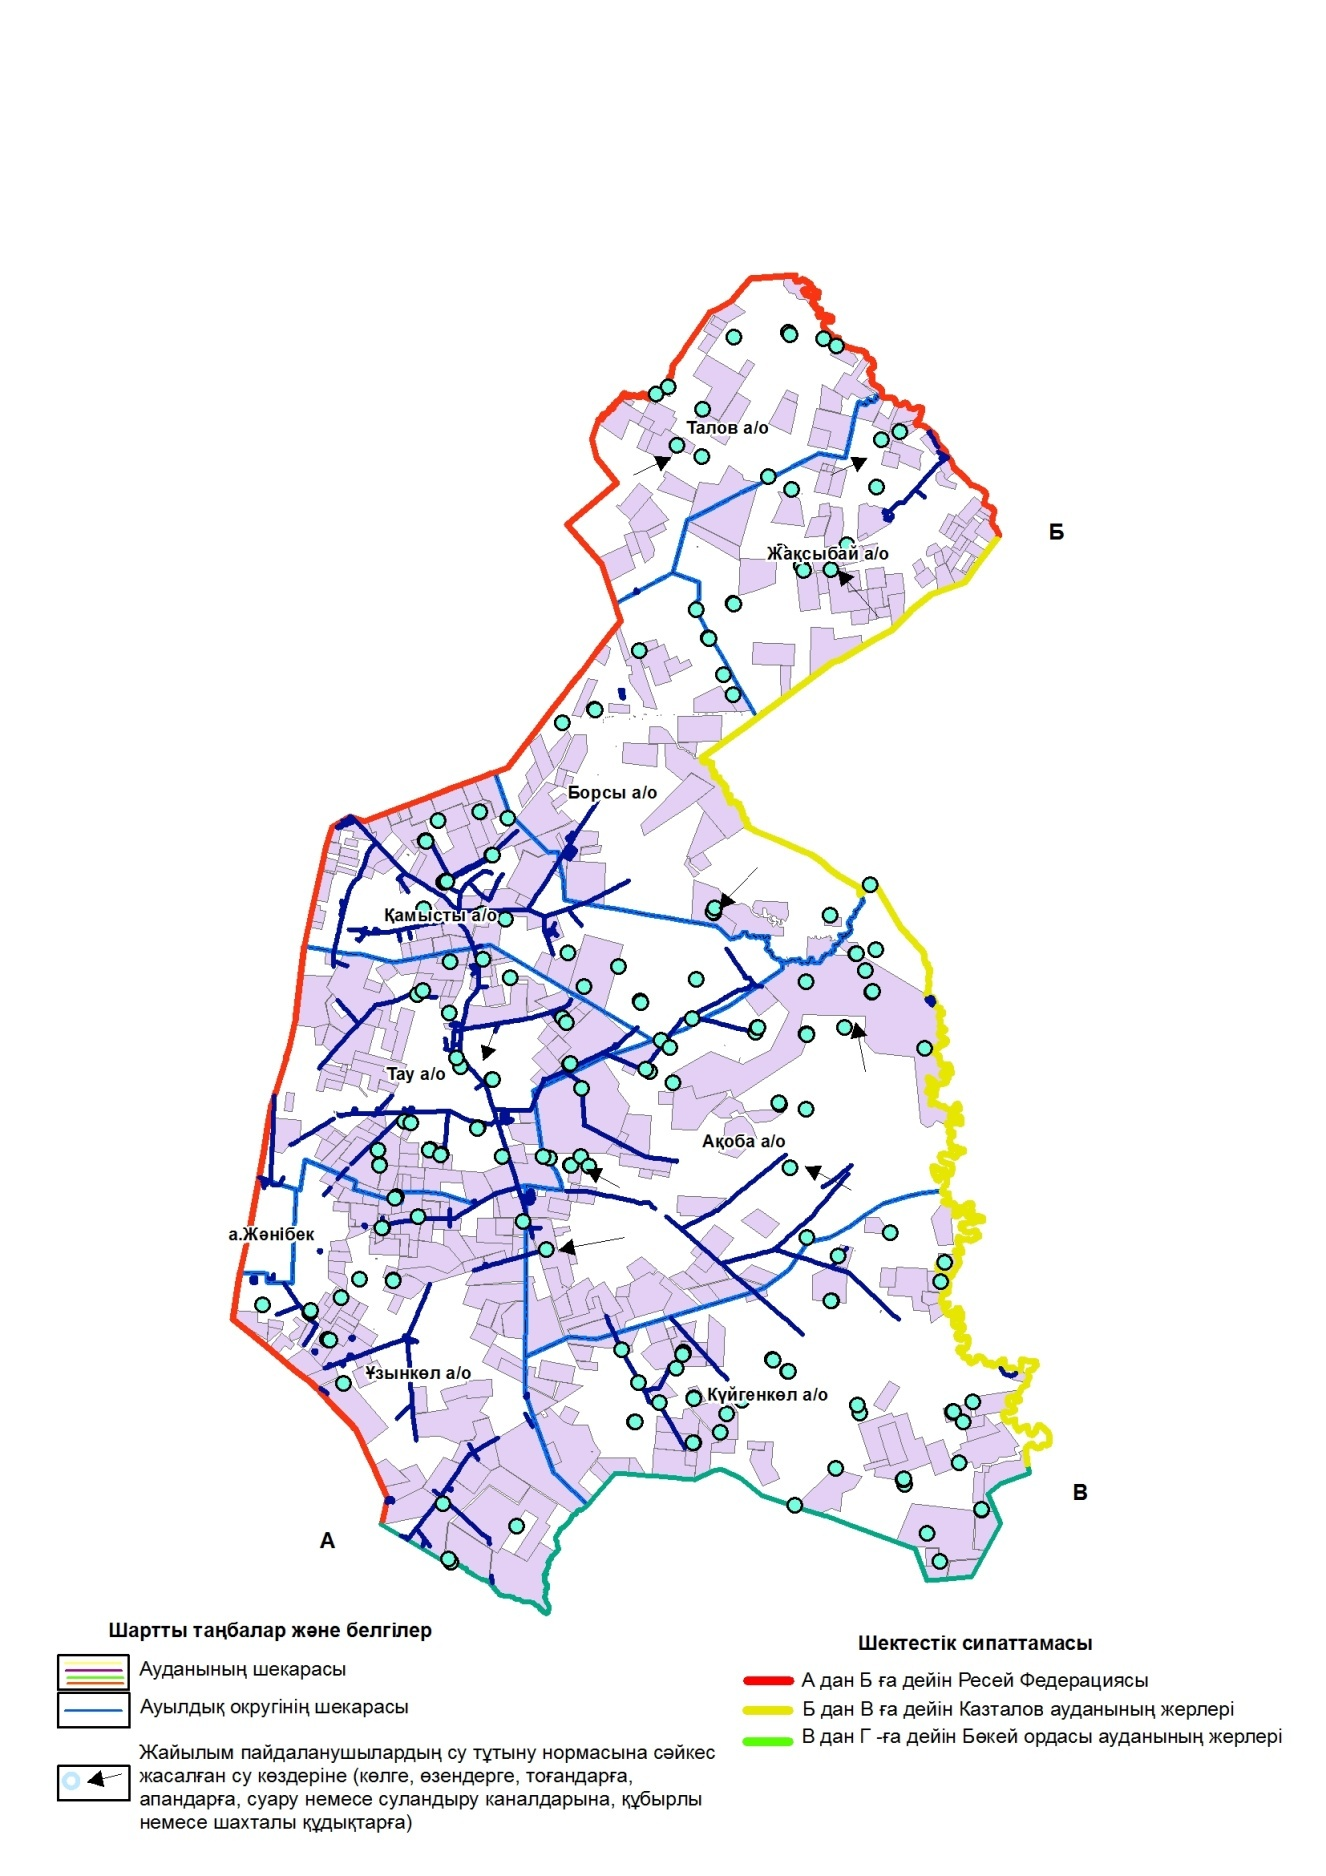 Талов а/о
Б
Жақсыбай а/о
Борсы а/о
Қамысты а/о
Тау а/о
Ақоба а/о
а.Жәнібек
Ұзынкөл а/о
Күйгенкөл а/о
В
А
Шартты таңбалар және белгілер
Ауданының шекарасы
Ауылдық округінің шекарасы
Жайылым пайдаланушылардың су тұтыну нормасына сәйкес
жасалған су көздеріне (көлге, өзендерге, тоғандарға,
апандарға, суару немесе суландыру каналдарына, құбырлы
немесе шахталы құдықтарға)
Шектестік сипаттамасы
А дан Б ға дейін Ресей Федерациясы
Б дан В ға дейін Казталов ауданының жерлері
В дан Г -ға дейін Бөкей ордасы ауданының жерлері